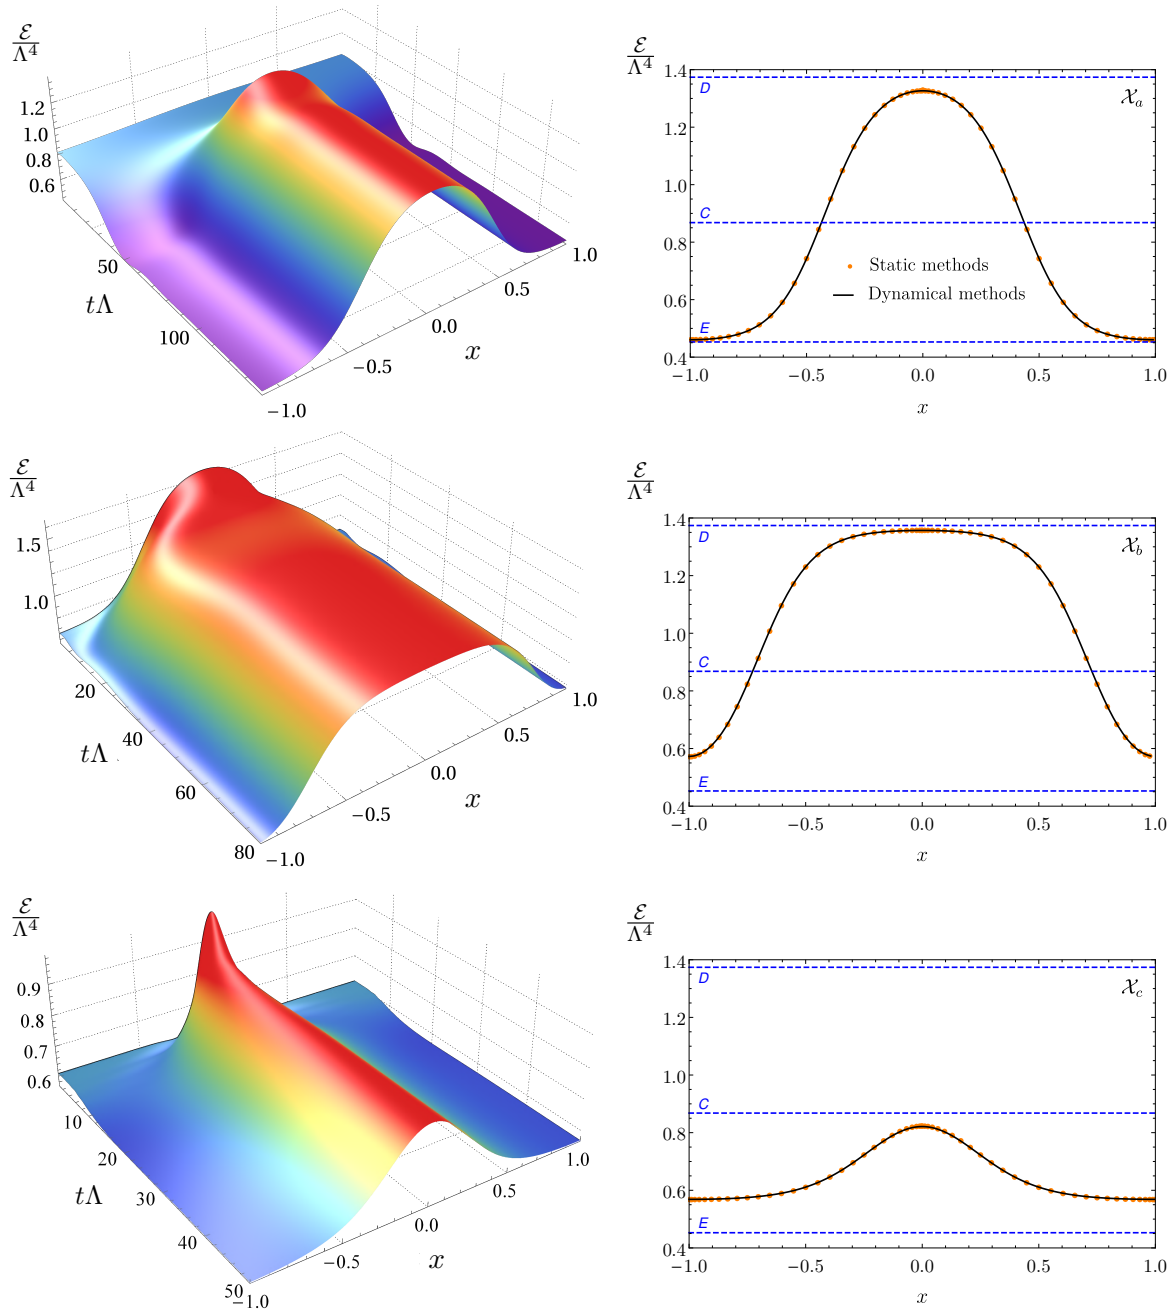 ℰ/Λ⁴
1.2
1.0
0.8
0.6
50
100
tΛ
−1.0
−0.5
0.0
0.5
1.0
x
ℰ/Λ⁴
1.4
1.2
1.0
0.8
0.6
0.4
D
C
E
𝒳a
Static methods
Dynamical methods
−1.0
−0.5
0.0
0.5
1.0
x
ℰ/Λ⁴
1.5
1.0
20
40
60
80
tΛ
−1.0
−0.5
0.0
0.5
1.0
x
ℰ/Λ⁴
1.4
1.2
1.0
0.8
0.6
0.4
D
C
E
𝒳b
−1.0
−0.5
0.0
0.5
1.0
x
ℰ/Λ⁴
0.9
0.8
0.7
0.6
10
20
30
40
50
tΛ
−1.0
−0.5
0.0
0.5
1.0
x
ℰ/Λ⁴
1.4
1.2
1.0
0.8
0.6
0.4
D
C
E
𝒳c
−1.0
−0.5
0.0
0.5
1.0
x